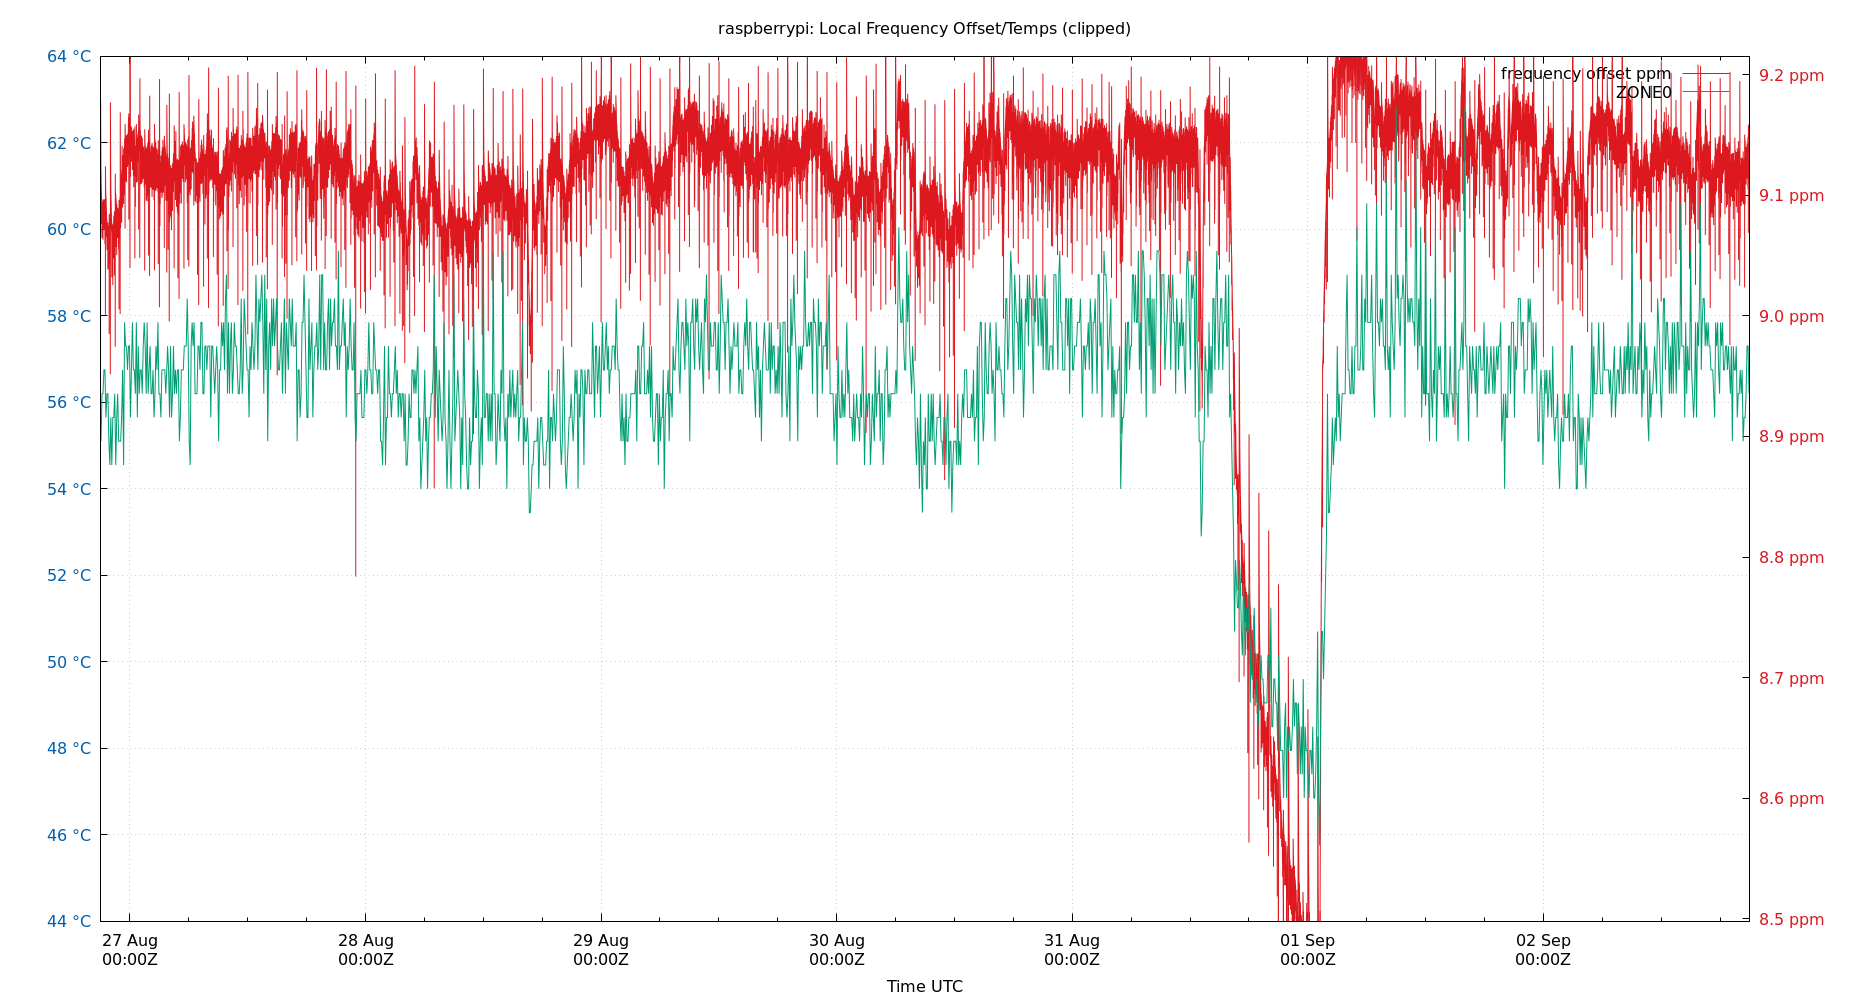 raspberrypi: Local Frequency Offset/Temps (clipped)
64 °C
62 °C
60 °C
58 °C
56 °C
54 °C
52 °C
50 °C
48 °C
46 °C
44 °C
frequency offset ppm
ZONE0
9.2 ppm
9.1 ppm
9.0 ppm
8.9 ppm
8.8 ppm
8.7 ppm
8.6 ppm
8.5 ppm
27 Aug 28 Aug 29 Aug 30 Aug 31 Aug 01 Sep 02 Sep
00:00Z 00:00Z 00:00Z 00:00Z 00:00Z 00:00Z 00:00Z
Time UTC